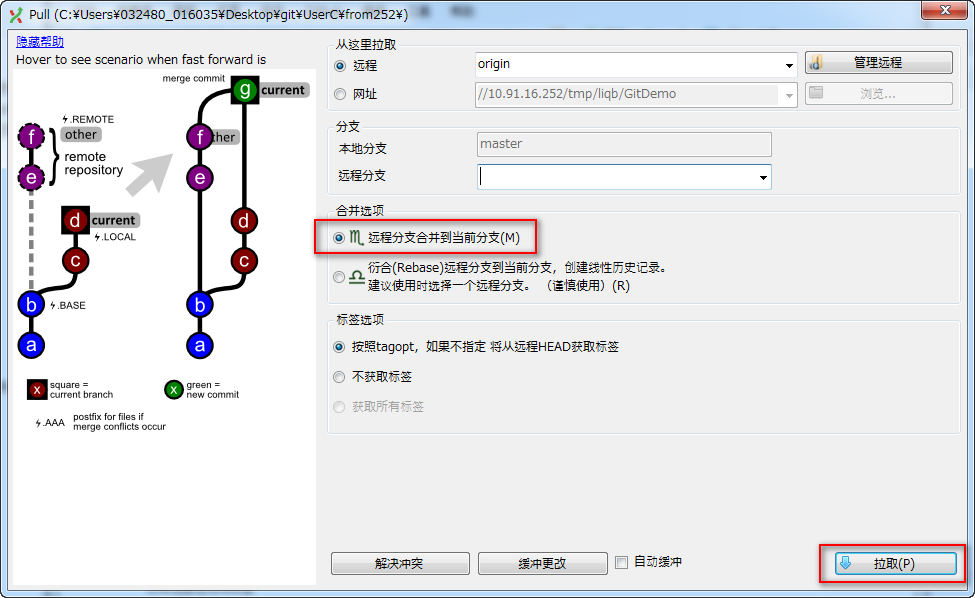 Pull (C:¥Users¥032480_016035¥Desktop¥git¥UserC¥from252¥)
隐藏帮助
Hover to see scenario when fast forward is
merge commit
g
current
REMOTE
f
other
f
ther
remote
repository
e
e
d
current
d
.LOCAL
c
c
b
.BASE
b
a
a
x
square =
current branch
x
green =
new commit
.AAA
postfix for files if
merge conflicts occur
从这里拉取
远程
origin
管理远程
网址
//10.91.16.252/tmp/liqb/GitDemo
浏览...
分支
本地分支
master
远程分支
合并选项
远程分支合并到当前分支(M)
衍合(Rebase)远程分支到当前分支，创建线性历史记录。
建议使用时选择一个远程分支。 （谨慎使用）(R)
标签选项
按照tagopt，如果不指定 将从远程HEAD获取标签
不获取标签
获取所有标签
解决冲突
缓冲更改
自动缓冲
拉取(P)